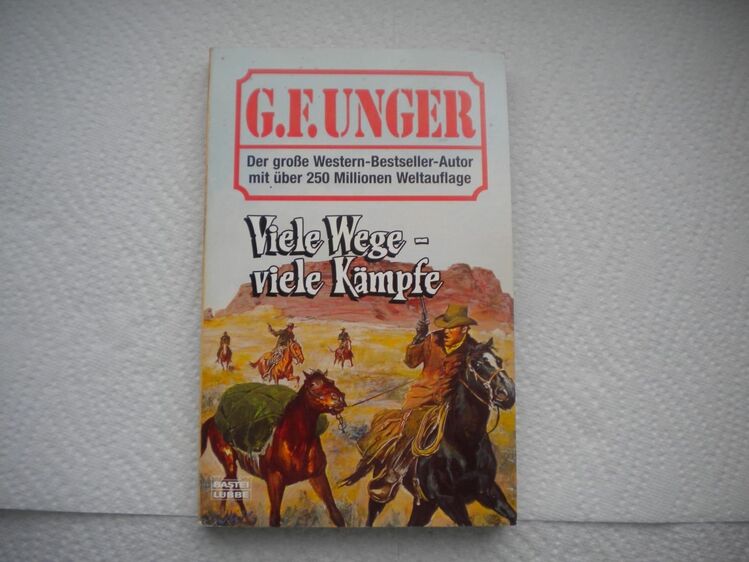 G.F.UNGER
Der große Western-Bestseller-Autor
mit über 250 Millionen Weltauflage
Viele Wege –
viele Kämpfe
BASTEI
LÜBBE